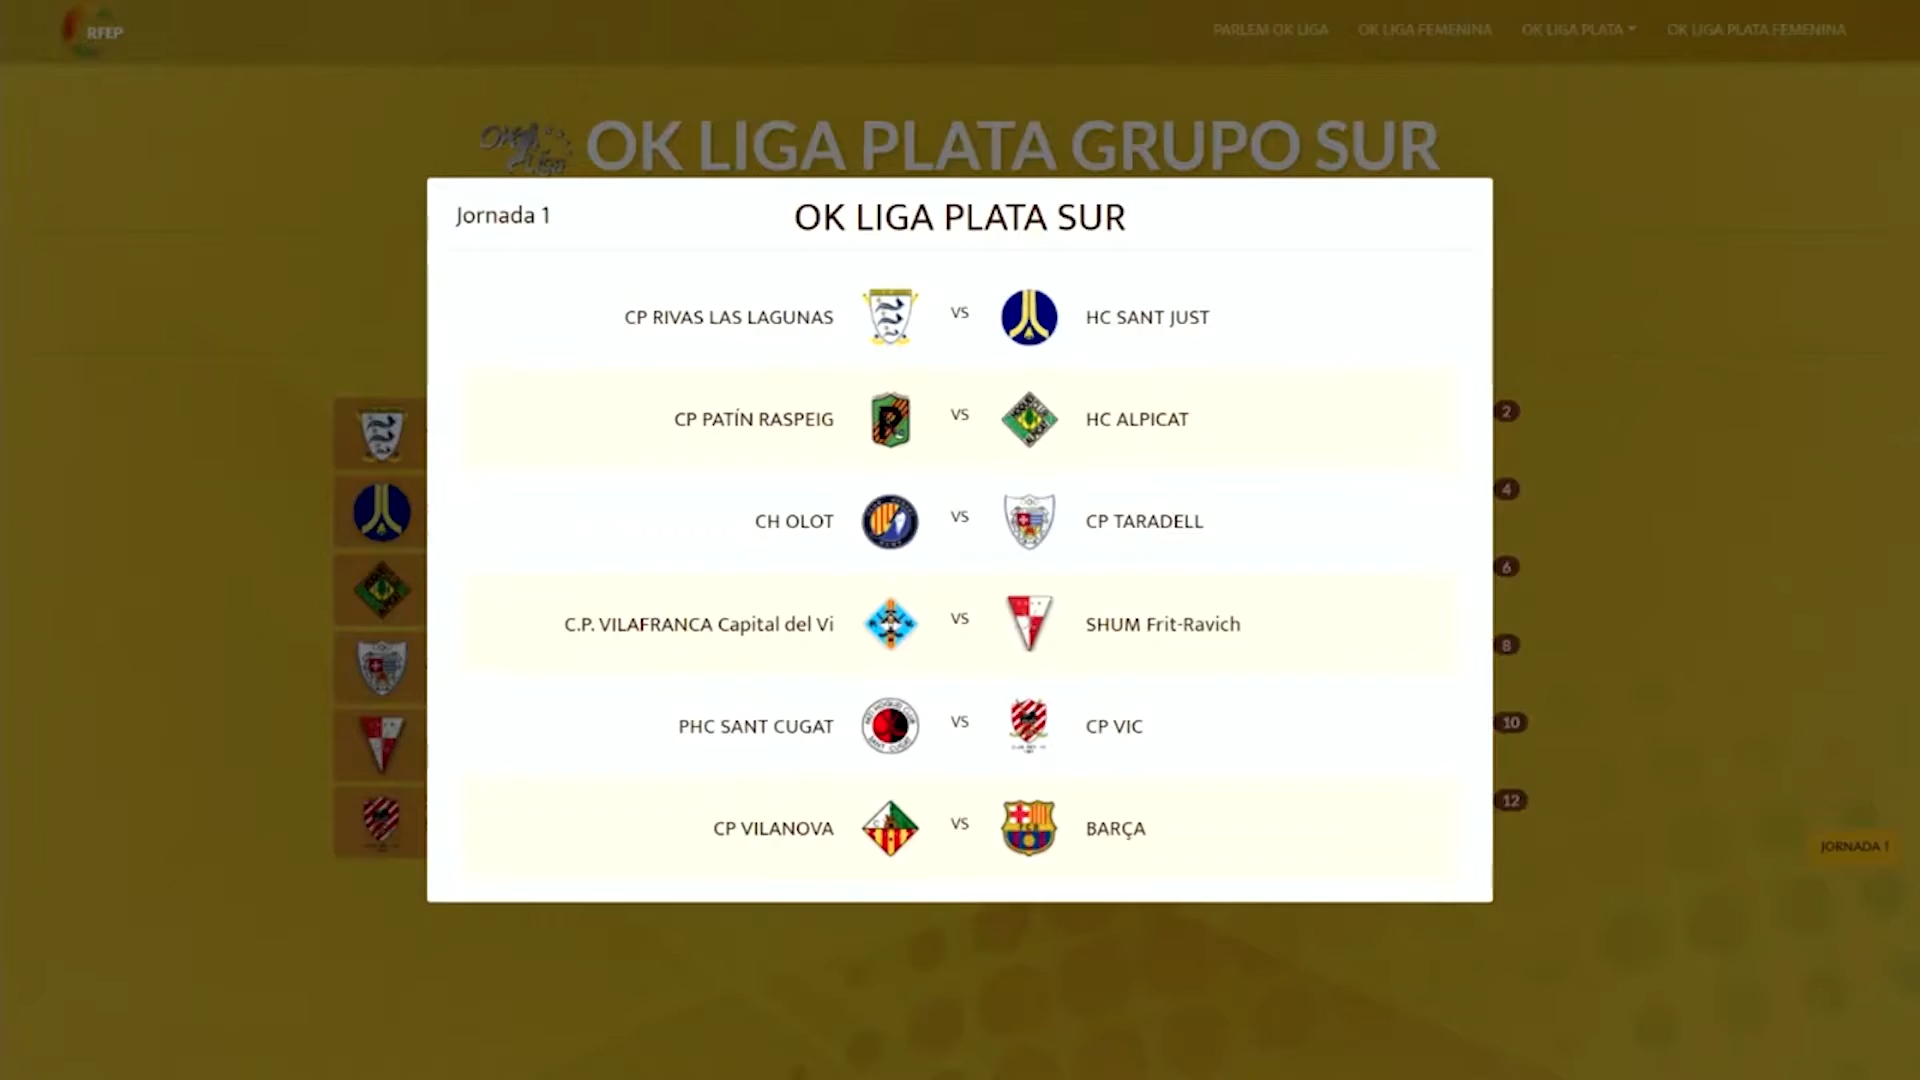 RFEP
PARLEM OK LIGA
OK LIGA FEMENINA
OK LIGA PLATA
OK LIGA PLATA FEMENINA
OK LIGA PLATA GRUPO SUR
Jornada 1
OK LIGA PLATA SUR
CP RIVAS LAS LAGUNAS VS HC SANT JUST
CP PATÍN RASPEIG VS HC ALPICAT
CH OLOT VS CP TARADELL
C.P. VILAFRANCA Capital del Vi VS SHUM Frit-Ravich
PHC SANT CUGAT VS CP VIC
CP VILANOVA VS BARÇA
2
4
6
8
10
12
JORNADA 1